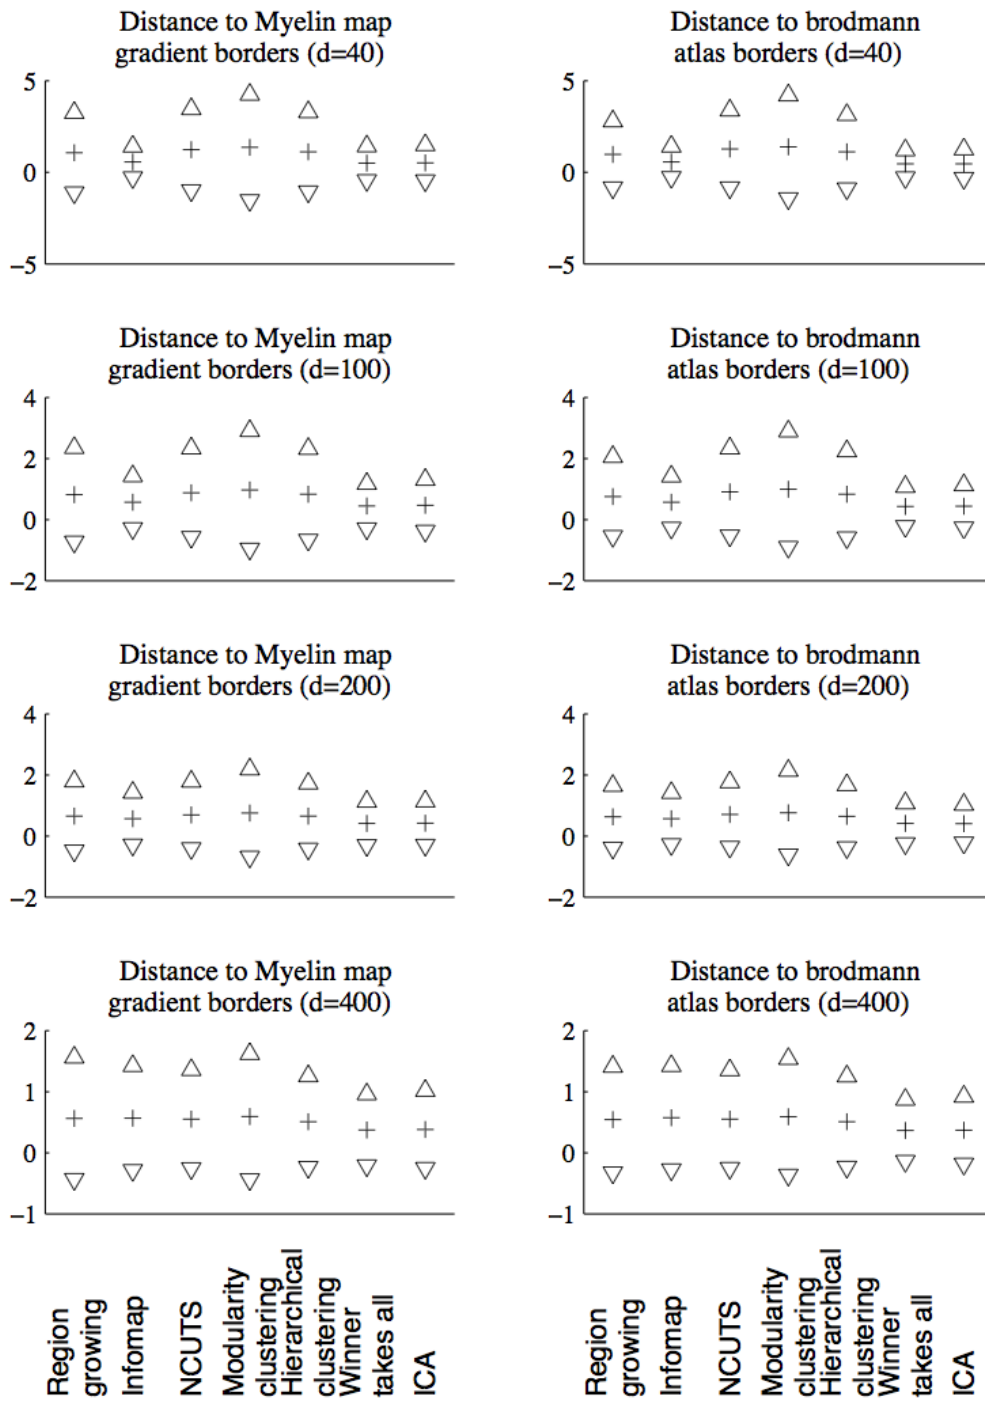 Distance to Myelin map
gradient borders (d=40)
5
0
−5
Distance to brodmann
atlas borders (d=40)
5
0
−5
Distance to Myelin map
gradient borders (d=100)
4
2
0
−2
Distance to brodmann
atlas borders (d=100)
4
2
0
−2
Distance to Myelin map
gradient borders (d=200)
4
2
0
−2
Distance to brodmann
atlas borders (d=200)
4
2
0
−2
Distance to Myelin map
gradient borders (d=400)
2
1
0
−1
Distance to brodmann
atlas borders (d=400)
2
1
0
−1
Region
growing
Infomap
NCUTS
Modularity
clustering
Hierarchical
clustering
Winner
takes all
ICA
Region
growing
Infomap
NCUTS
Modularity
clustering
Hierarchical
clustering
Winner
takes all
ICA